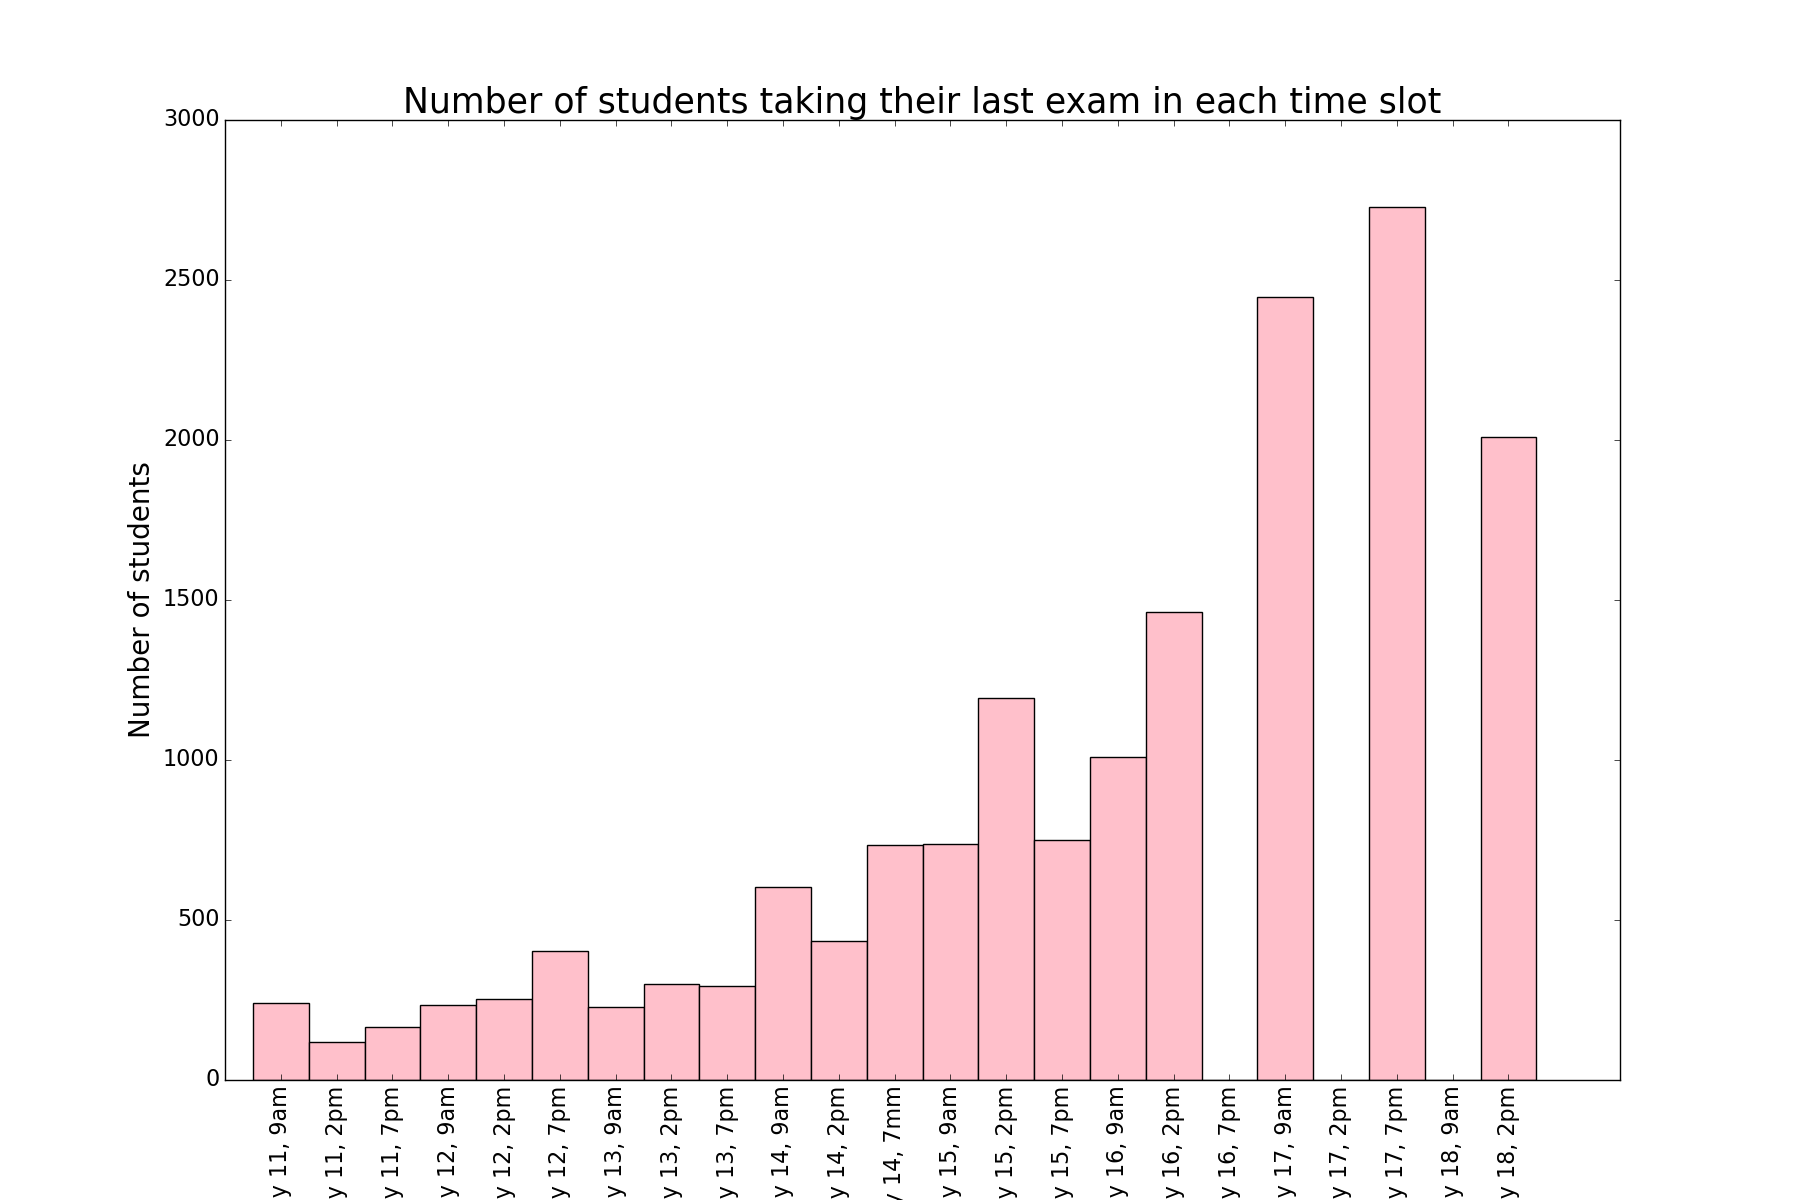 Number of students taking their last exam in each time slot
3000
2500
2000
1500
1000
500
0
Number of students
y 11, 9am
y 11, 2pm
y 11, 7pm
y 12, 9am
y 12, 2pm
y 12, 7pm
y 13, 9am
y 13, 2pm
y 13, 7pm
y 14, 9am
y 14, 2pm
y 14, 7mm
y 15, 9am
y 15, 2pm
y 15, 7pm
y 16, 9am
y 16, 2pm
y 16, 7pm
y 17, 9am
y 17, 2pm
y 17, 7pm
y 18, 9am
y 18, 2pm